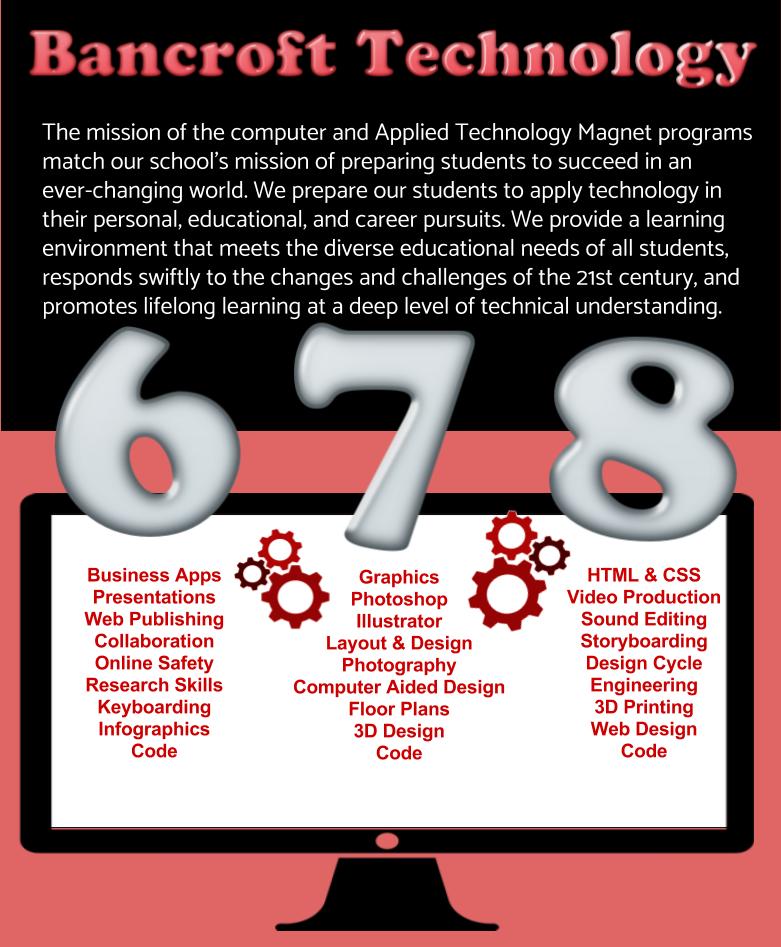 Bancroft Technology
The mission of the computer and Applied Technology Magnet programs
match our school's mission of preparing students to succeed in an
ever-changing world. We prepare our students to apply technology in
their personal, educational, and career pursuits. We provide a learning
environment that meets the diverse educational needs of all students,
responds swiftly to the changes and challenges of the 21st century, and
promotes lifelong learning at a deep level of technical understanding.
6
Business Apps
Presentations
Web Publishing
Collaboration
Online Safety
Research Skills
Keyboarding
Infographics
Code
7
Graphics
Photoshop
Illustrator
Layout & Design
Photography
Computer Aided Design
Floor Plans
3D Design
Code
8
HTML & CSS
Video Production
Sound Editing
Storyboarding
Design Cycle
Engineering
3D Printing
Web Design
Code